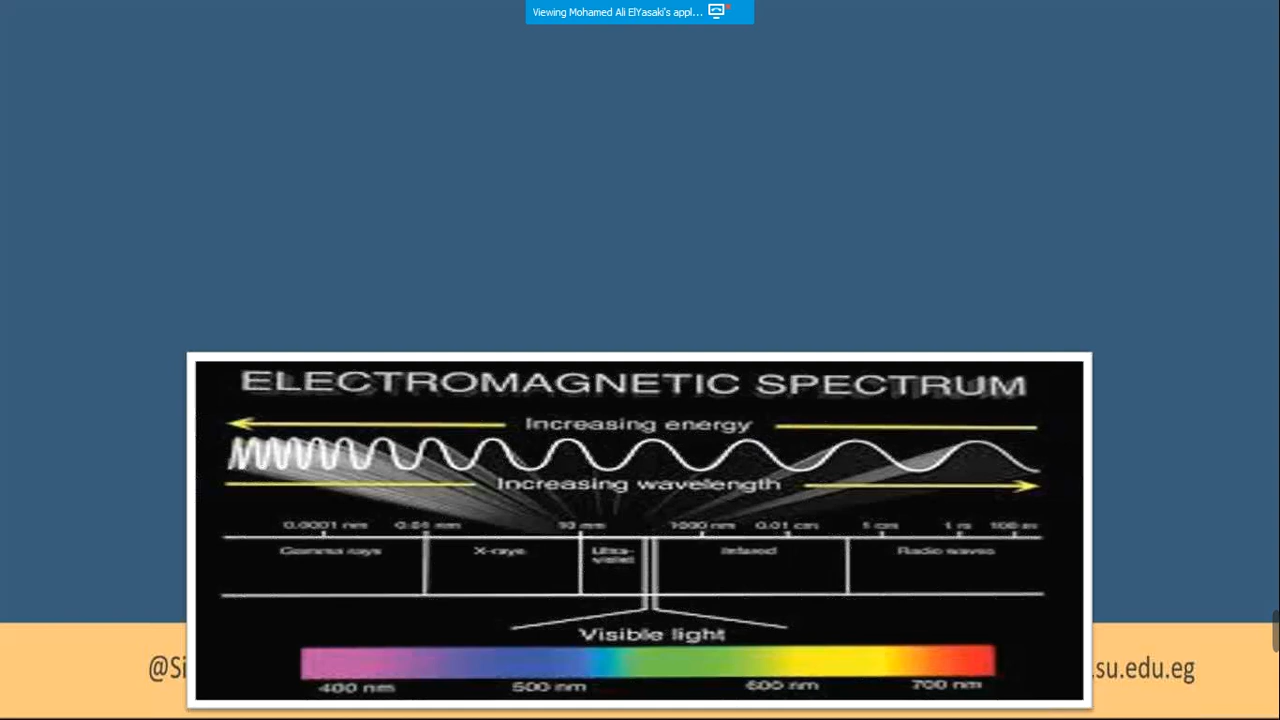 Viewing Mohamed Ali ElYasaki's appl...
ELECTROMAGNETIC SPECTRUM
Increasing energy
Increasing wavelength
0.0001 nm 0.01 nm 10 nm 1000 nm 0.01 cm 1 cm 1 m 100 m
Gamma rays X-rays Ultra- Infared Radio waves
violet
Visible light
400 nm 500 nm 600 nm 700 nm
@Si .su.edu.eg